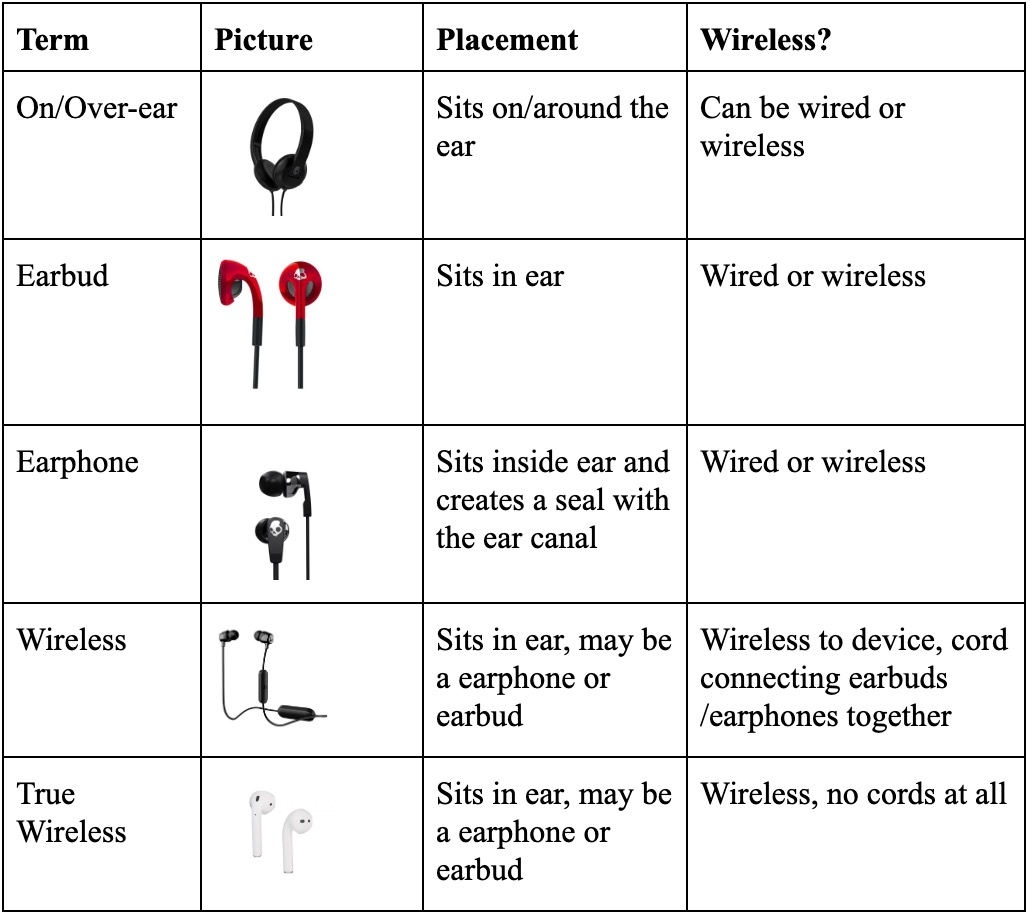 Term Picture Placement Wireless?
On/Over-ear Sits on/around the Can be wired or
ear wireless
Earbud Sits in ear Wired or wireless
Earphone Sits inside ear and Wired or wireless
creates a seal with
the ear canal
Wireless Sits in ear, may be Wireless to device, cord
a earphone or connecting earbuds
earbud /earphones together
True Sits in ear, may be Wireless, no cords at all
Wireless a earphone or
earbud